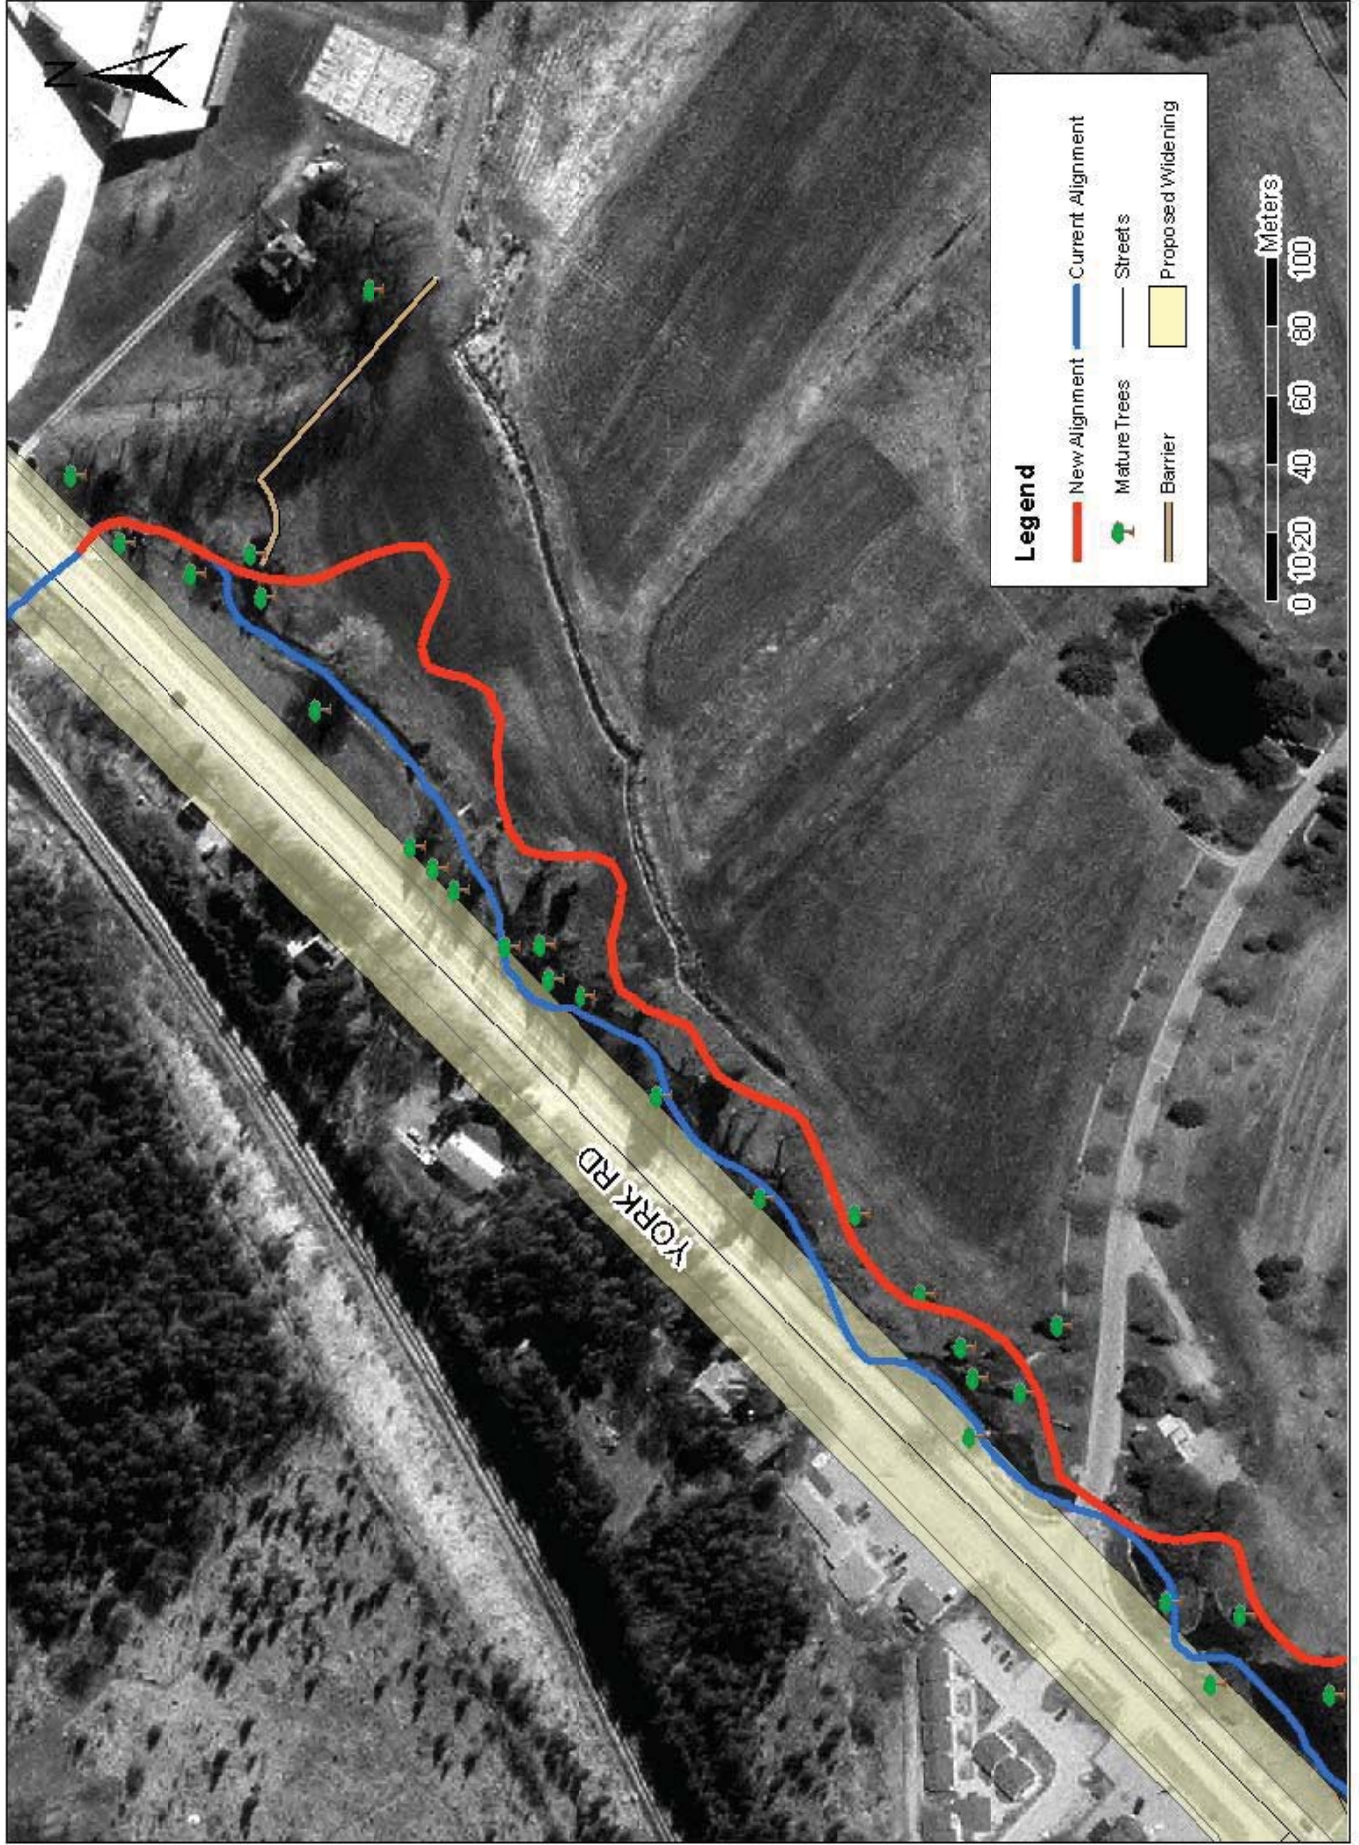 N
YORK RD
Legend
New Alignment
Current Alignment
Mature Trees
Streets
Barrier
Proposed Widening
0 10 20 40 60 80 100
Meters